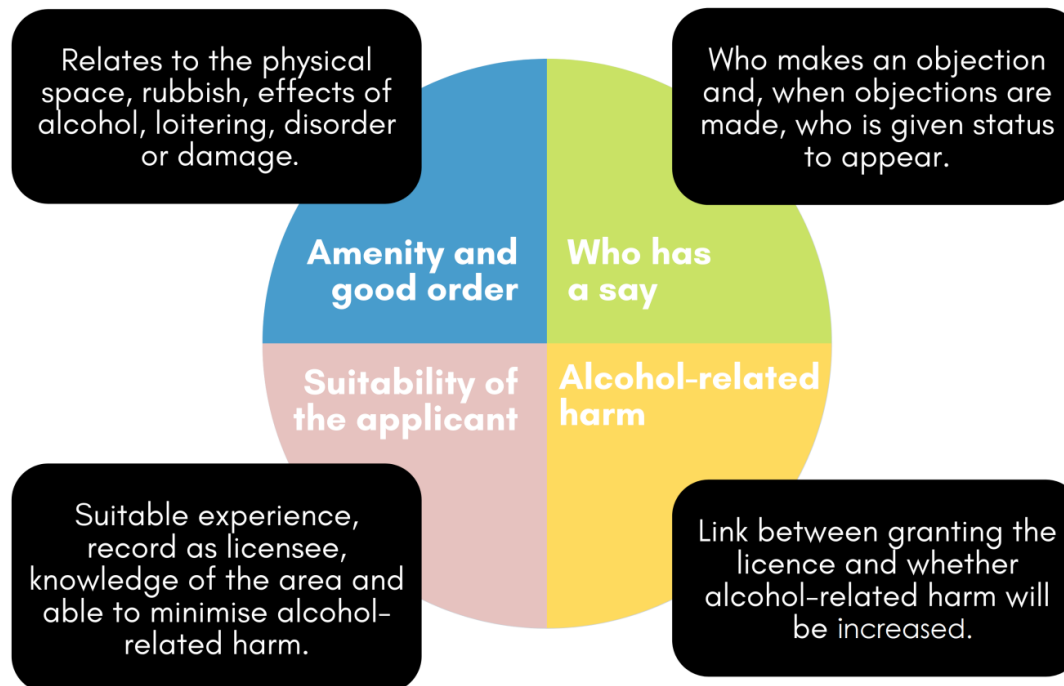 Relates to the physical
space, rubbish, effects of
alcohol, loitering, disorder
or damage.
Who makes an objection
and, when objections are
made, who is given status
to appear.
Amenity and
good order
Who has
a say
Suitability of
the applicant
Alcohol-related
harm
Suitable experience,
record as licensee,
knowledge of the area and
able to minimise alcohol-
related harm.
Link between granting the
licence and whether
alcohol-related harm will
be increased.